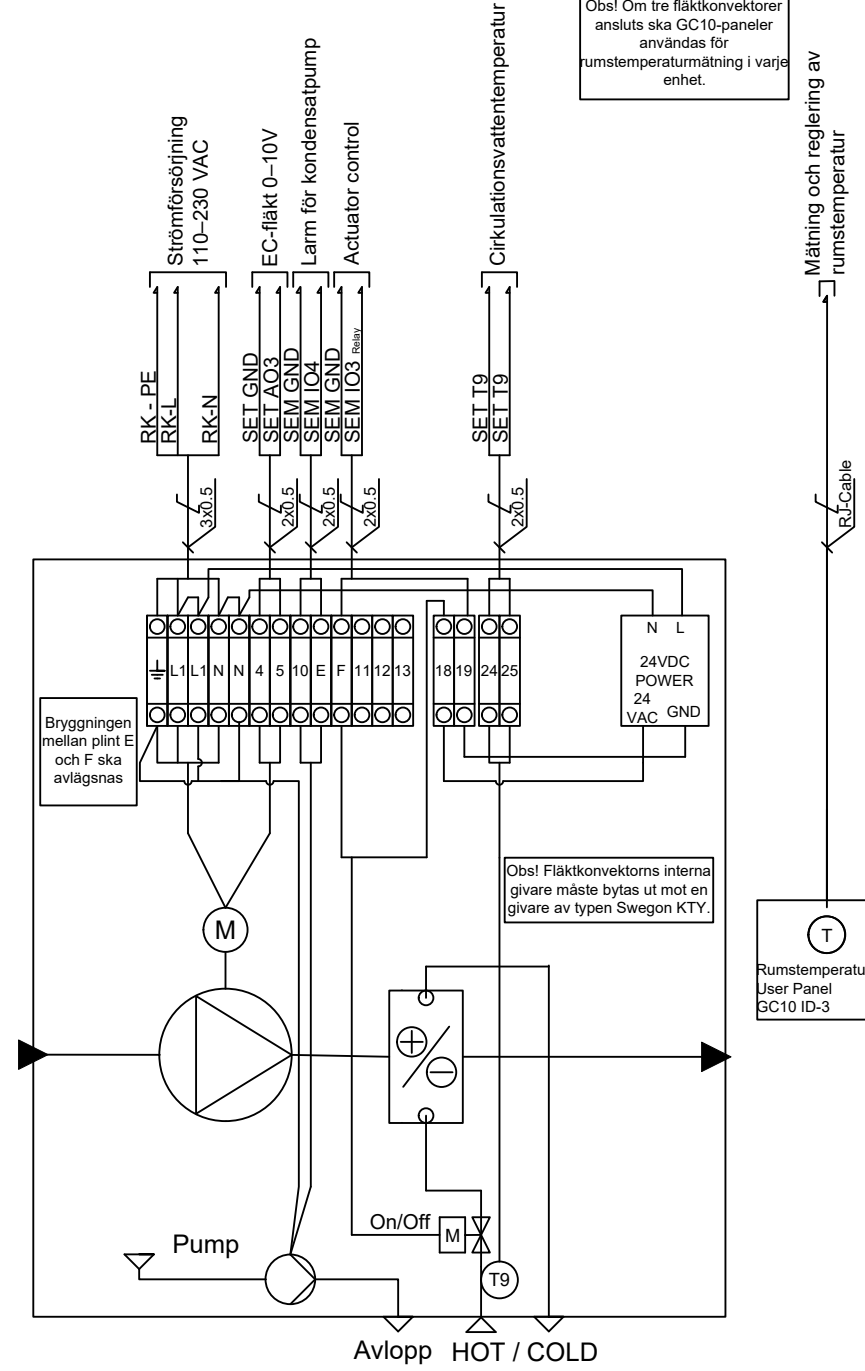 Obs! Om tre fläktkonvektorer
ansluts ska GC10-paneler
användas för
rumstemperaturmätning i varje
enhet.
Strömförsörjning
110–230 VAC
EC-fläkt 0–10V
Larm för kondensatpump
Actuator control
Cirkulationsvattentemperatur
Mätning och reglering av
rumstemperatur
RK - PE
RK-L
RK-N
SET GND
SET AO3
SEM GND
SEM IO4
SEM GND
SEM IO3 Relay
SET T9
SET T9
3x0.5
2x0.5
2x0.5
2x0.5
2x0.5
RJ-Cable
L1 L1 N N 4 5 10 E F 11 12 13
18 19 24 25
N L
24VDC
POWER
24
VAC GND
Bryggningen
mellan plint E
och F ska
avlägsnas
Obs! Fläktkonvektorns interna
givare måste bytas ut mot en
givare av typen Swegon KTY.
M
T
Rumstemperatu
User Panel
GC10 ID-3
On/Off
M
Pump
T9
Avlopp HOT / COLD